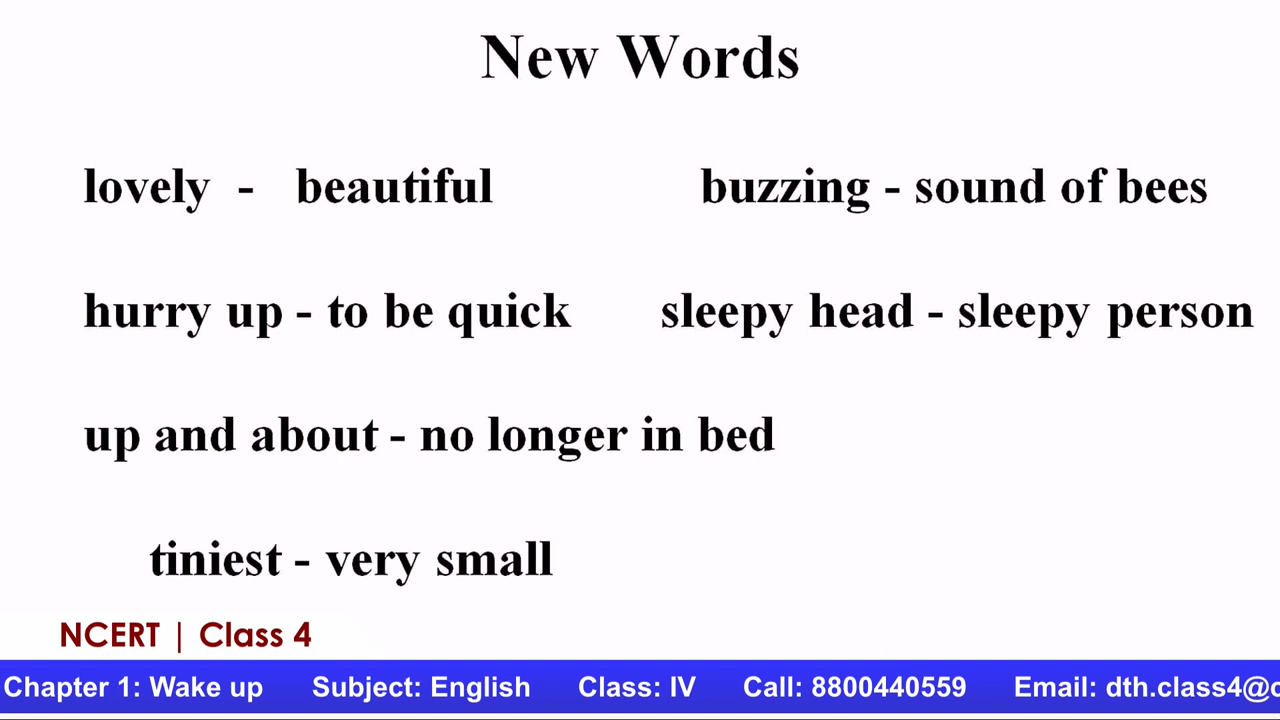 New Words
lovely - beautiful
buzzing - sound of bees
hurry up - to be quick
sleepy head - sleepy person
up and about - no longer in bed
tiniest - very small
NCERT | Class 4
Chapter 1: Wake up Subject: English Class: IV Call: 8800440559 Email: dth.class4@